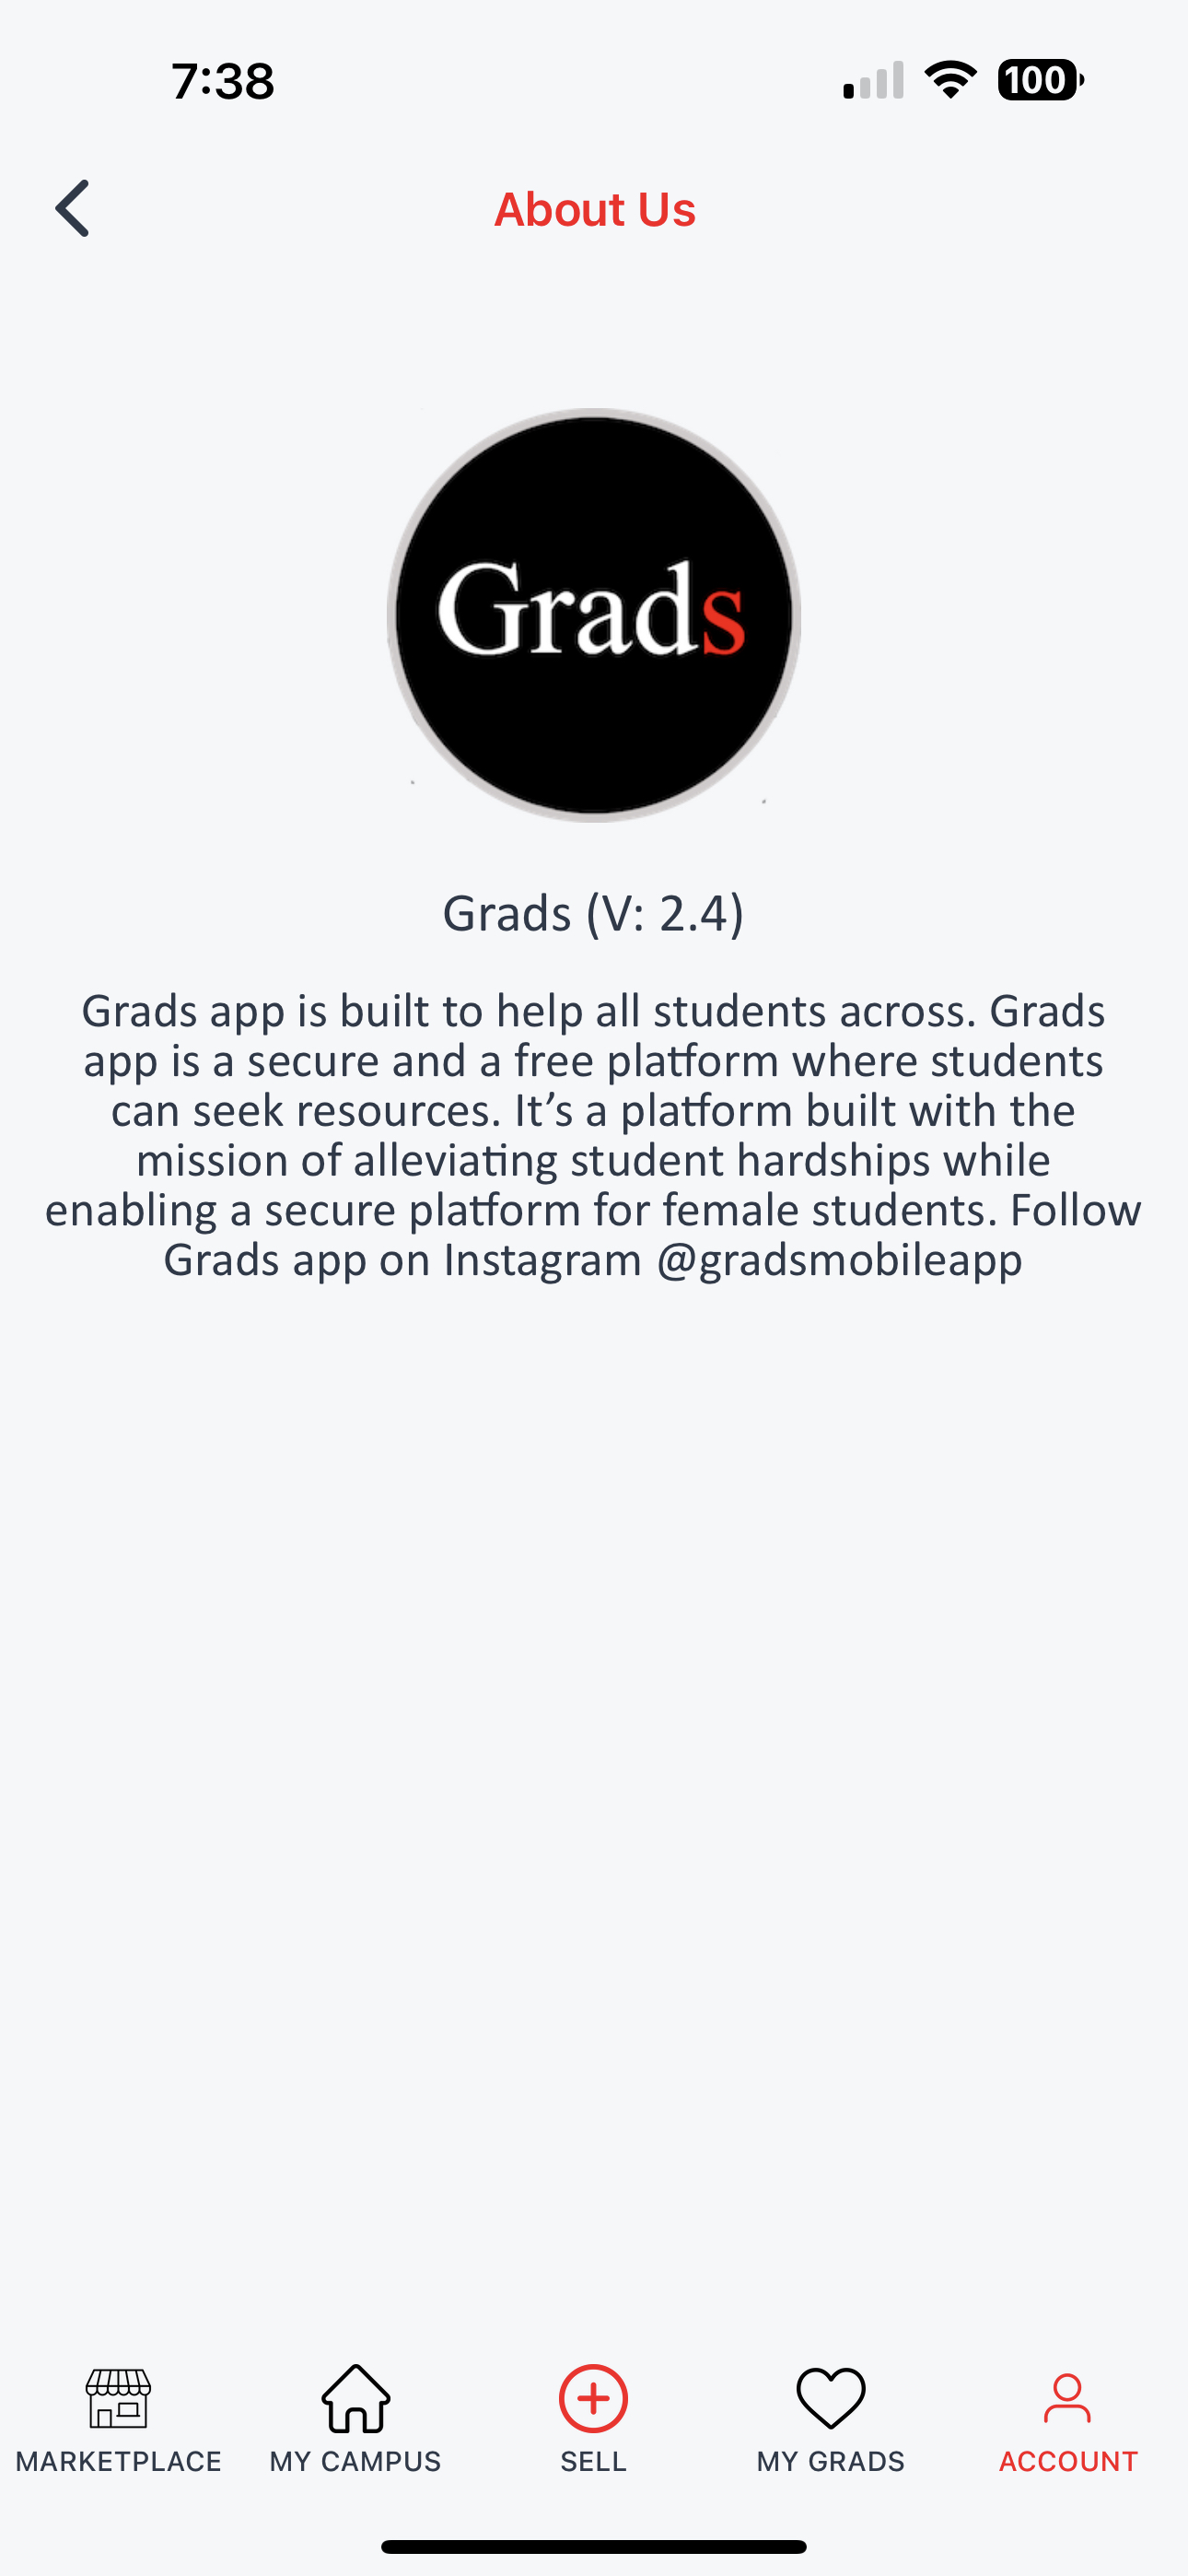 7:38
100
About Us
Grads
Grads (V: 2.4)
Grads app is built to help all students across. Grads
app is a secure and a free platform where students
can seek resources. It’s a platform built with the
mission of alleviating student hardships while
enabling a secure platform for female students. Follow
Grads app on Instagram @gradsmobileapp
MARKETPLACE
MY CAMPUS
SELL
MY GRADS
ACCOUNT